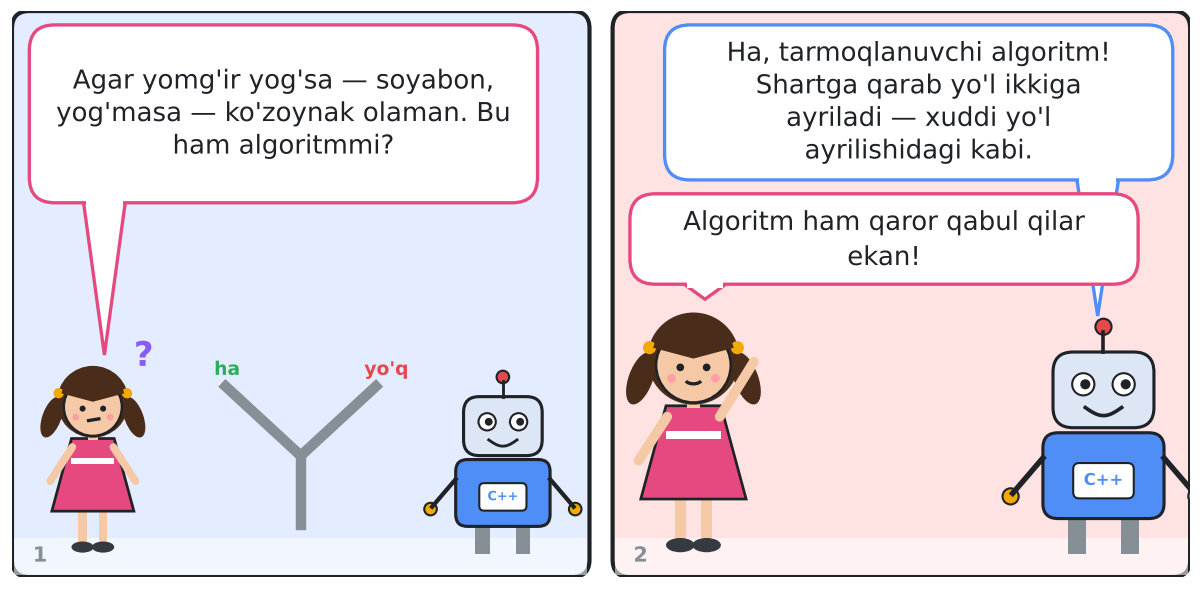 Agar yomg'ir yog'sa — soyabon,
yog'masa — ko'zoynak olaman. Bu
ham algoritmmi?
?
ha
yo'q
C++
1
Ha, tarmoqlanuvchi algoritm!
Shartga qarab yo'l ikkiga
ayriladi — xuddi yo'l
ayrilishidagi kabi.
Algoritm ham qaror qabul qilar
ekan!
C++
2